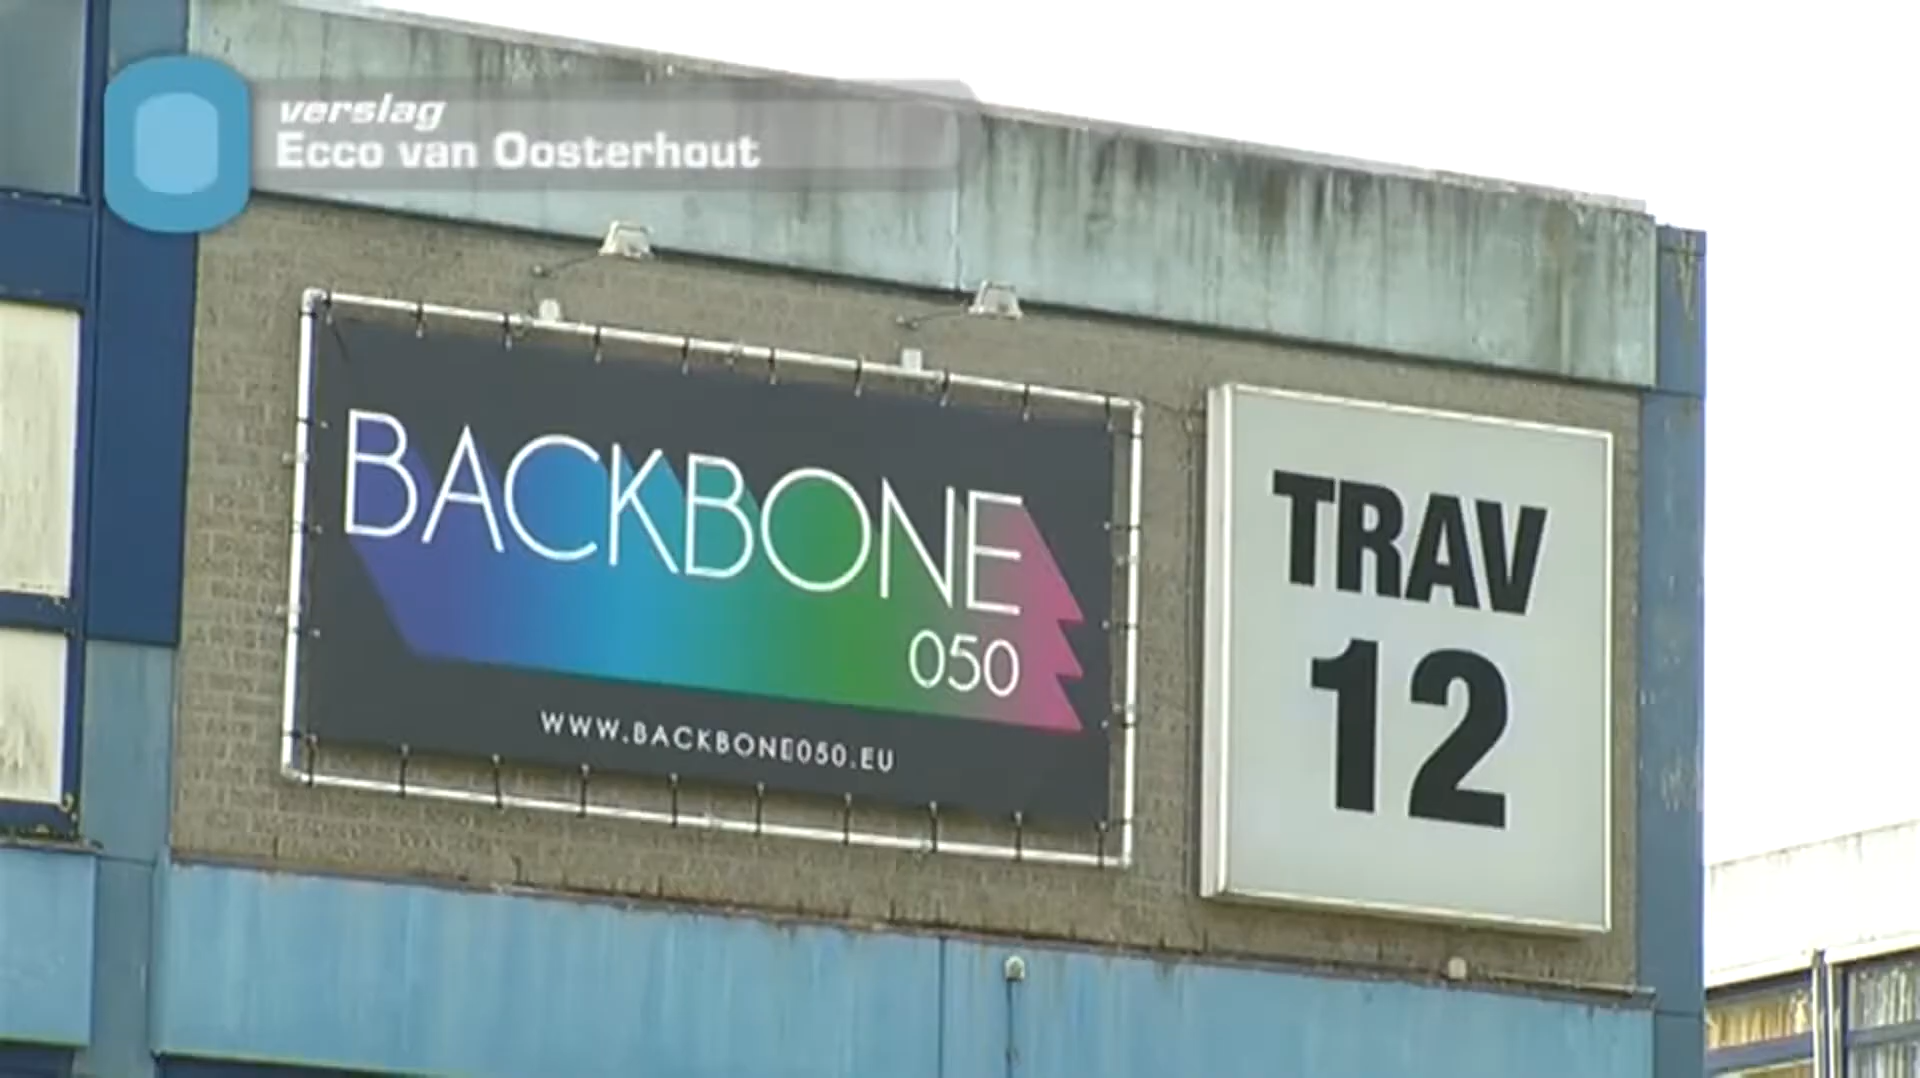 verslag
Ecco van Oosterhout
BACKBONE
050
WWW.BACKBONE050.EU
TRAV
12